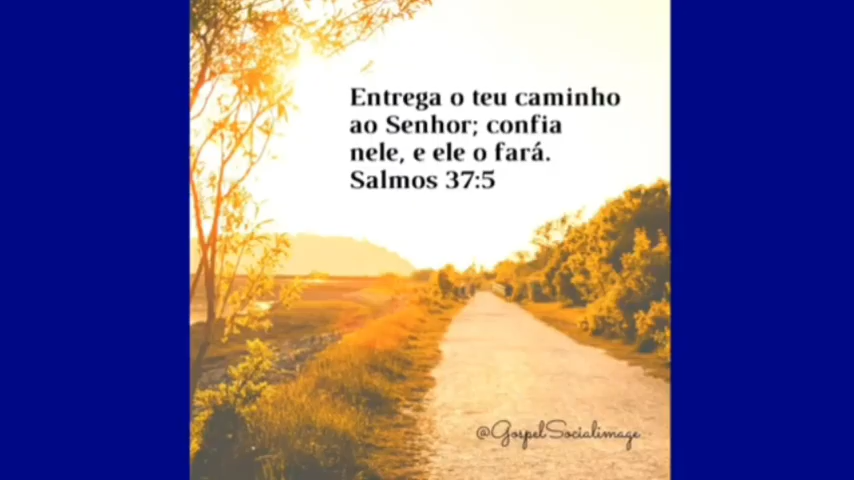 Entrega o teu caminho
ao Senhor; confia
nele, e ele o fará.
Salmos 37:5
@GospelSocialimage